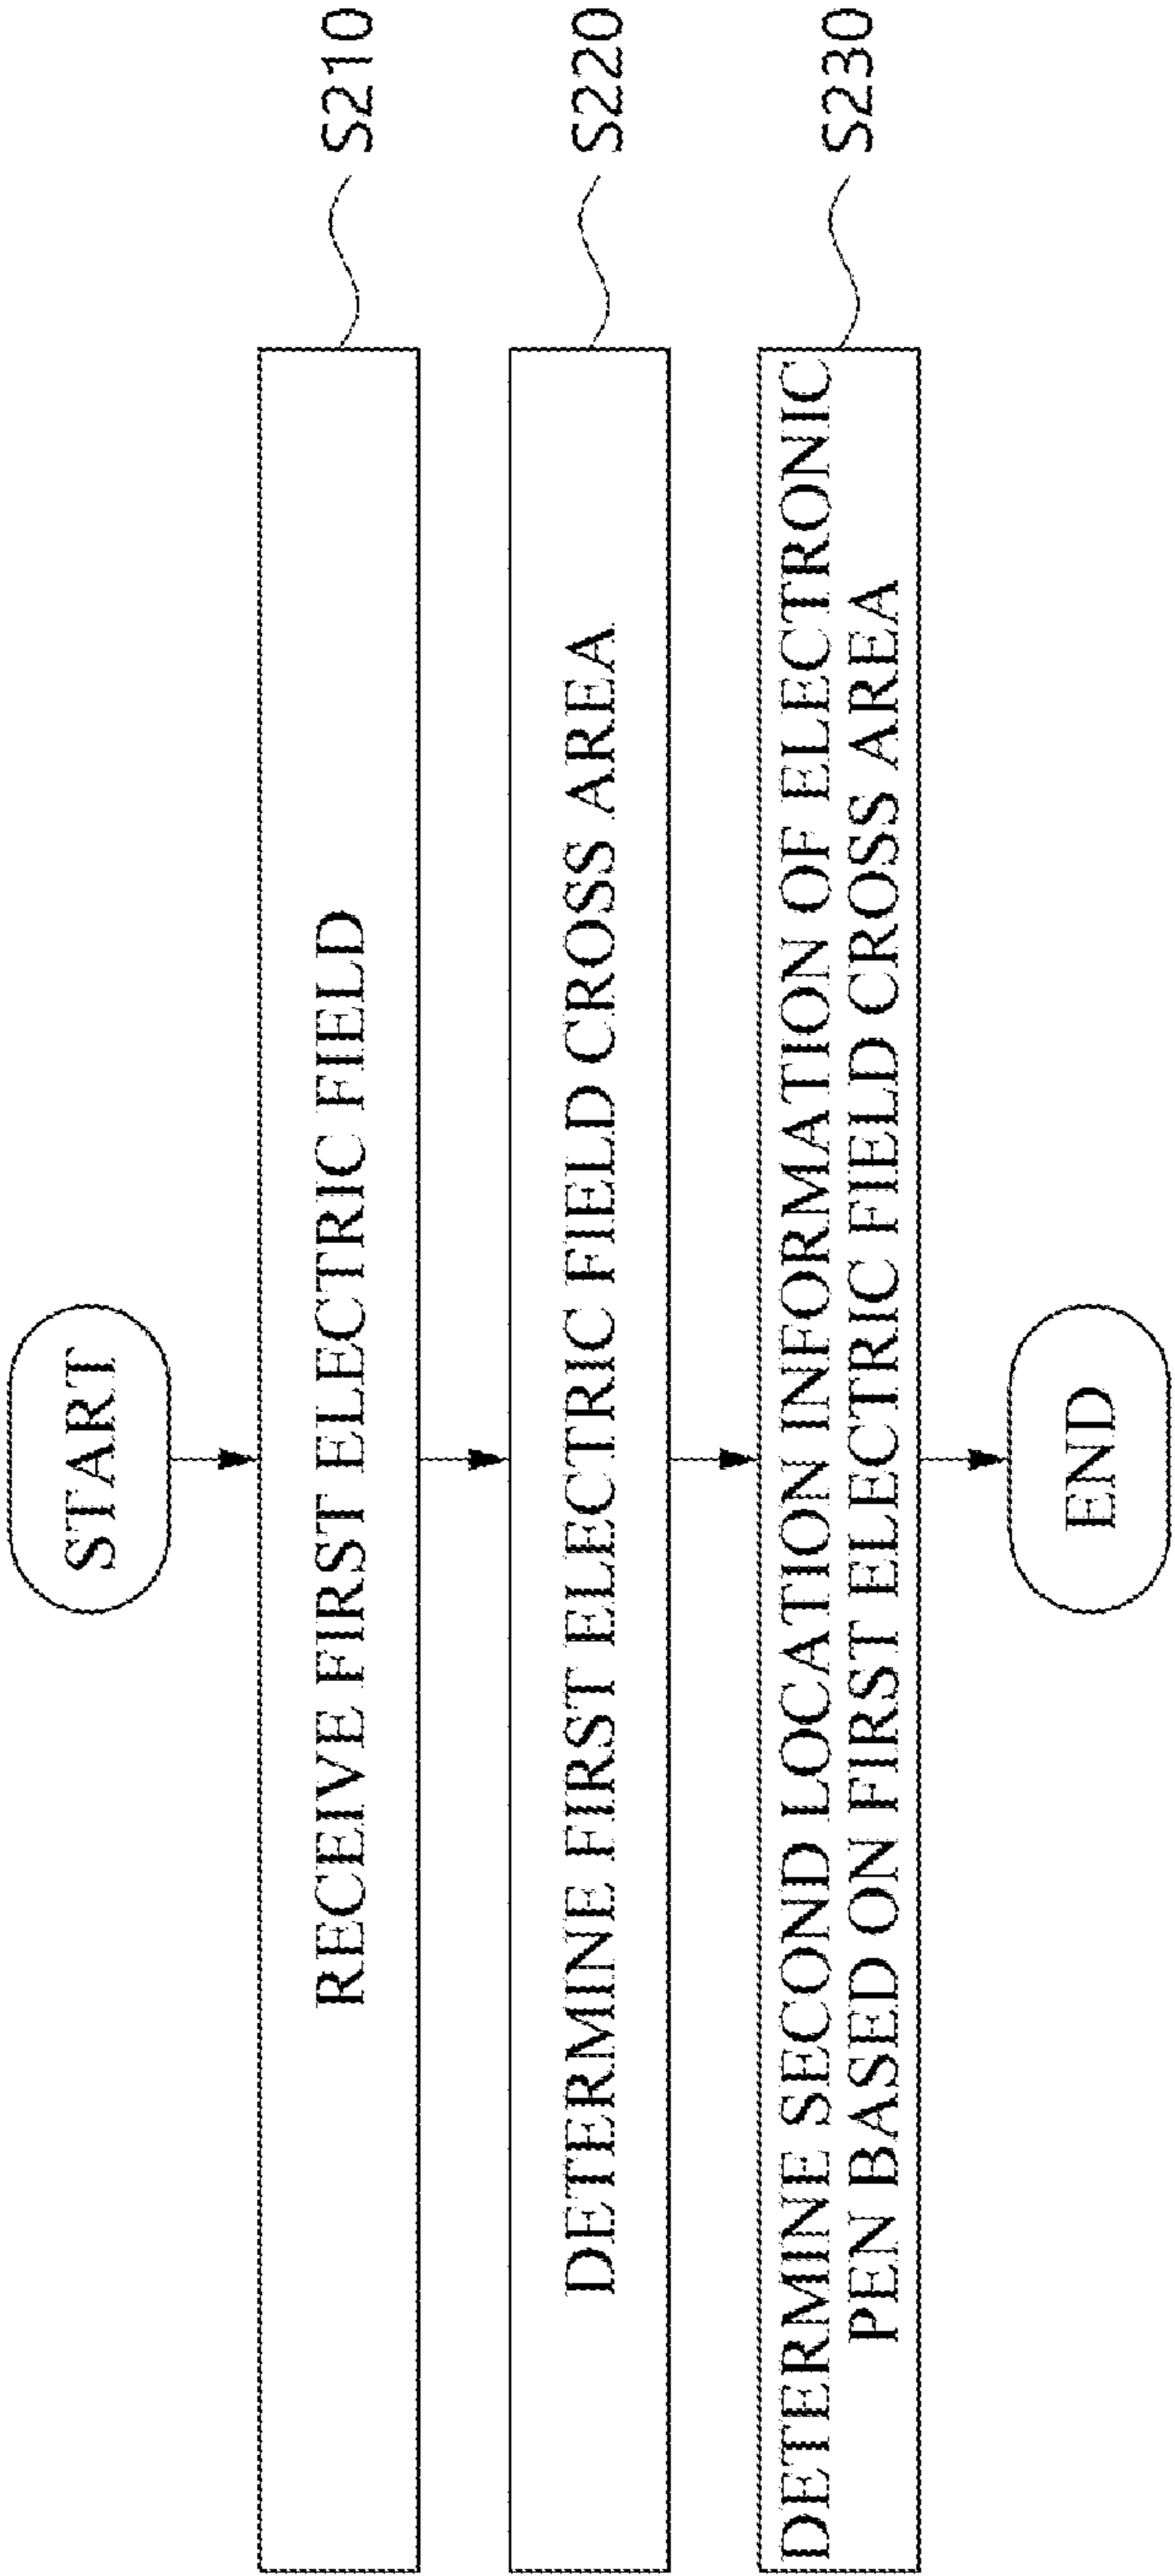 START
RECEIVE FIRST ELECTRIC FIELD
S210
DETERMINE FIRST ELECTRIC FIELD CROSS AREA
S220
DETERMINE SECOND LOCATION INFORMATION OF ELECTRONIC
PEN BASED ON FIRST ELECTRIC FIELD CROSS AREA
S230
END